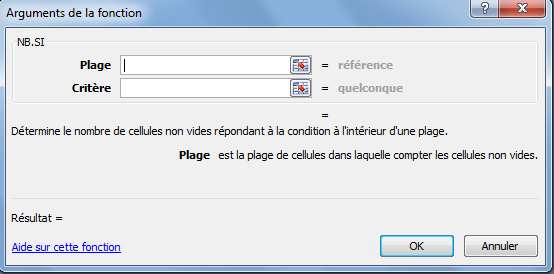 Arguments de la fonction
?
NB.SI
Plage = référence
Critère = quelconque
=
Détermine le nombre de cellules non vides répondant à la condition à l'intérieur d'une plage.
Plage est la plage de cellules dans laquelle compter les cellules non vides.
Résultat =
Aide sur cette fonction OK Annuler